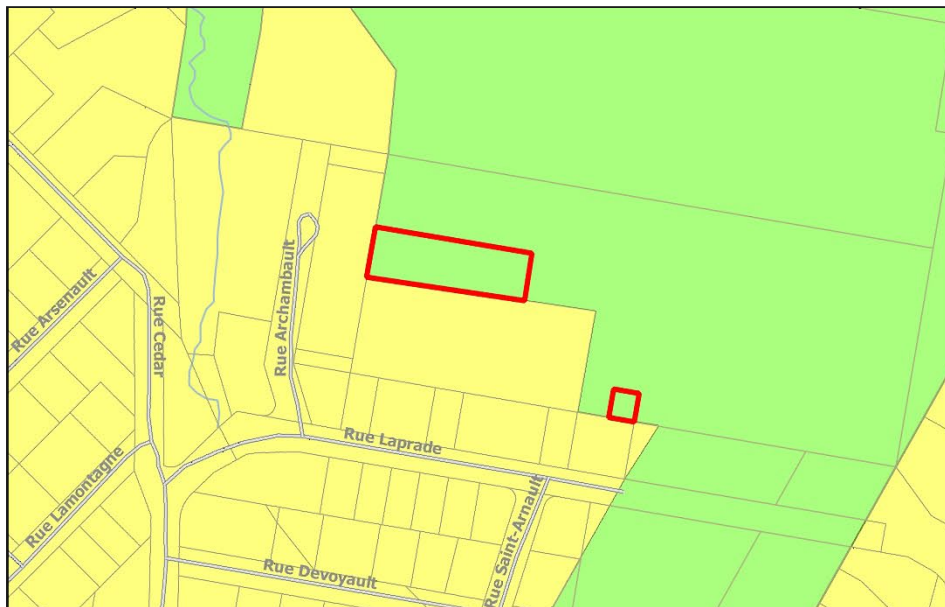 Rue Arsenault
Rue Cedar
Rue Archambault
Rue Laprade
Rue Lamontagne
Rue Saint-Arnault
Rue Devoyault